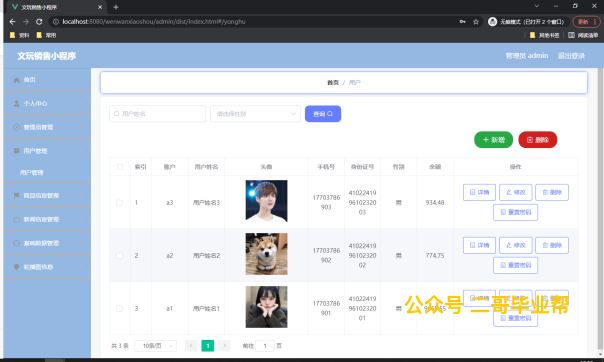 文玩销售小程序
localhost:8080/wenwanxiaoshou/admin/dist/index.html#/yonghu
无痕模式（已打开 2 个窗口）
更新
资料
常用
其他书签
阅读清单
文玩销售小程序
管理员 admin
退出登录
首页
个人中心
管理员管理
用户管理
用户管理
商品信息管理
新闻信息管理
基础数据管理
轮播图信息
首页 / 用户
用户姓名
请选择性别
查询
+ 新增
删除
索引 账户 用户姓名 头像 手机号 身份证号 性别 余额 操作
1 a3 用户姓名3 17703786903 410224199610232003 男 934.48 详情 修改 删除
重置密码
2 a2 用户姓名2 17703786902 410224199610232002 男 774.75 详情 修改 删除
重置密码
3 a1 用户姓名1 17703786901 410224199610232001 男
重置密码
公众号 二哥毕业帮
共 3 条 10条/页 1 前往 1 页